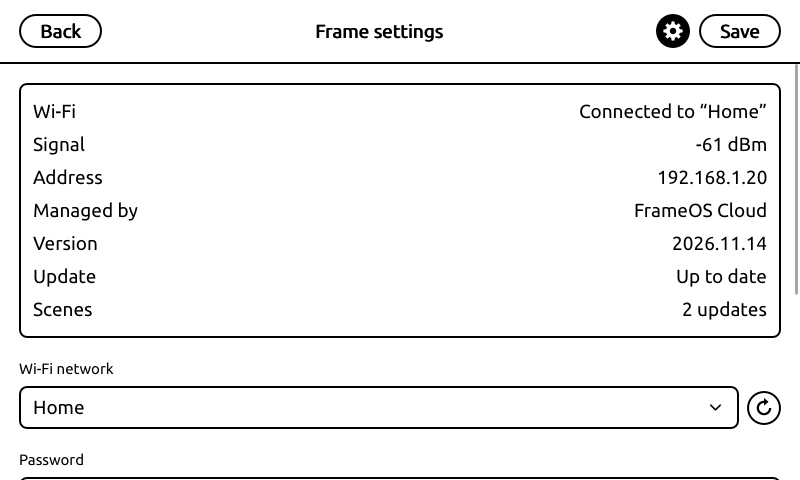 Back
Frame settings
Save
Wi-Fi Connected to “Home”
Signal -61 dBm
Address 192.168.1.20
Managed by FrameOS Cloud
Version 2026.11.14
Update Up to date
Scenes 2 updates
Wi-Fi network
Home
Password